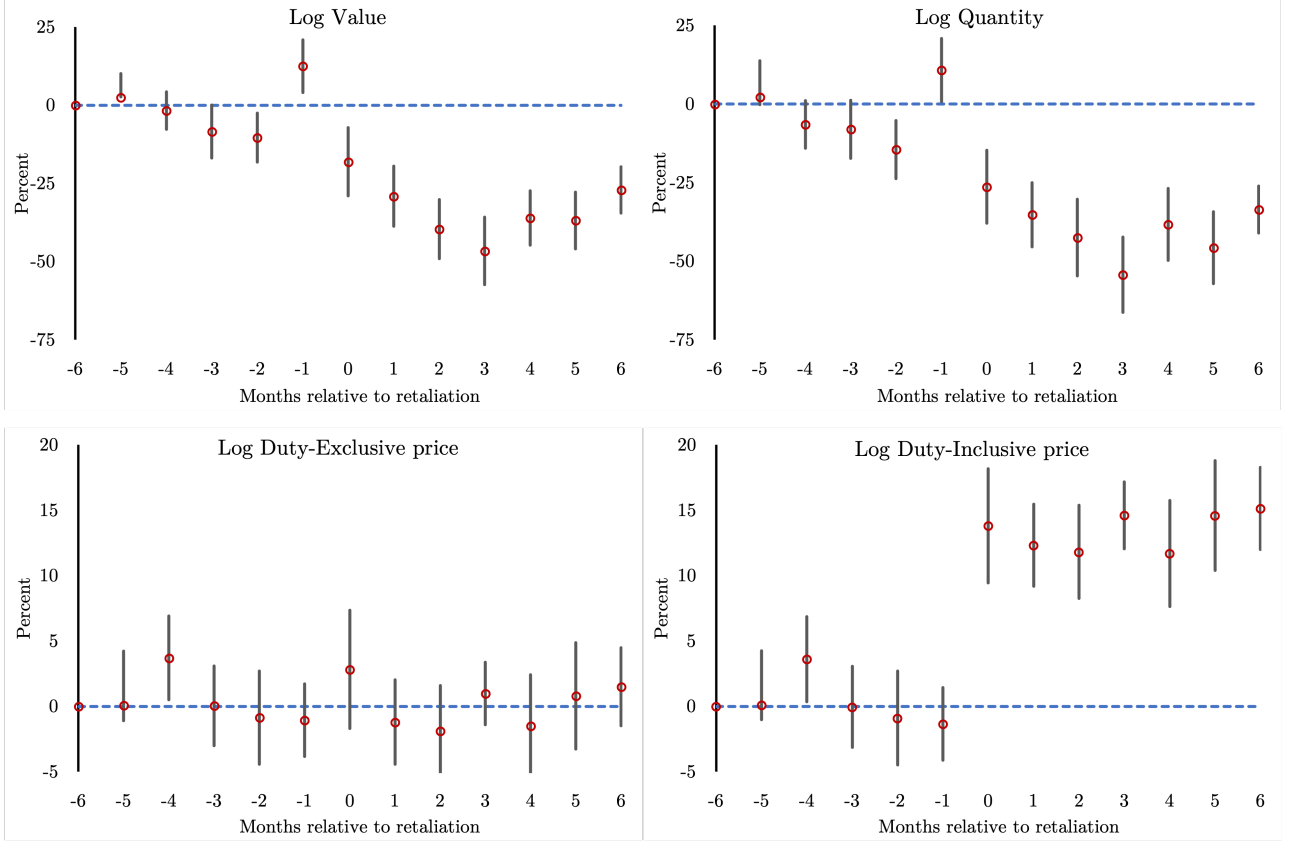 Log Value
25
0
-25
-50
-75
Percent
-6 -5 -4 -3 -2 -1 0 1 2 3 4 5 6
Months relative to retaliation
Log Quantity
25
0
-25
-50
-75
Percent
-6 -5 -4 -3 -2 -1 0 1 2 3 4 5 6
Months relative to retaliation
Log Duty-Exclusive price
20
15
10
5
0
-5
Percent
-6 -5 -4 -3 -2 -1 0 1 2 3 4 5 6
Months relative to retaliation
Log Duty-Inclusive price
20
15
10
5
0
-5
Percent
-6 -5 -4 -3 -2 -1 0 1 2 3 4 5 6
Months relative to retaliation